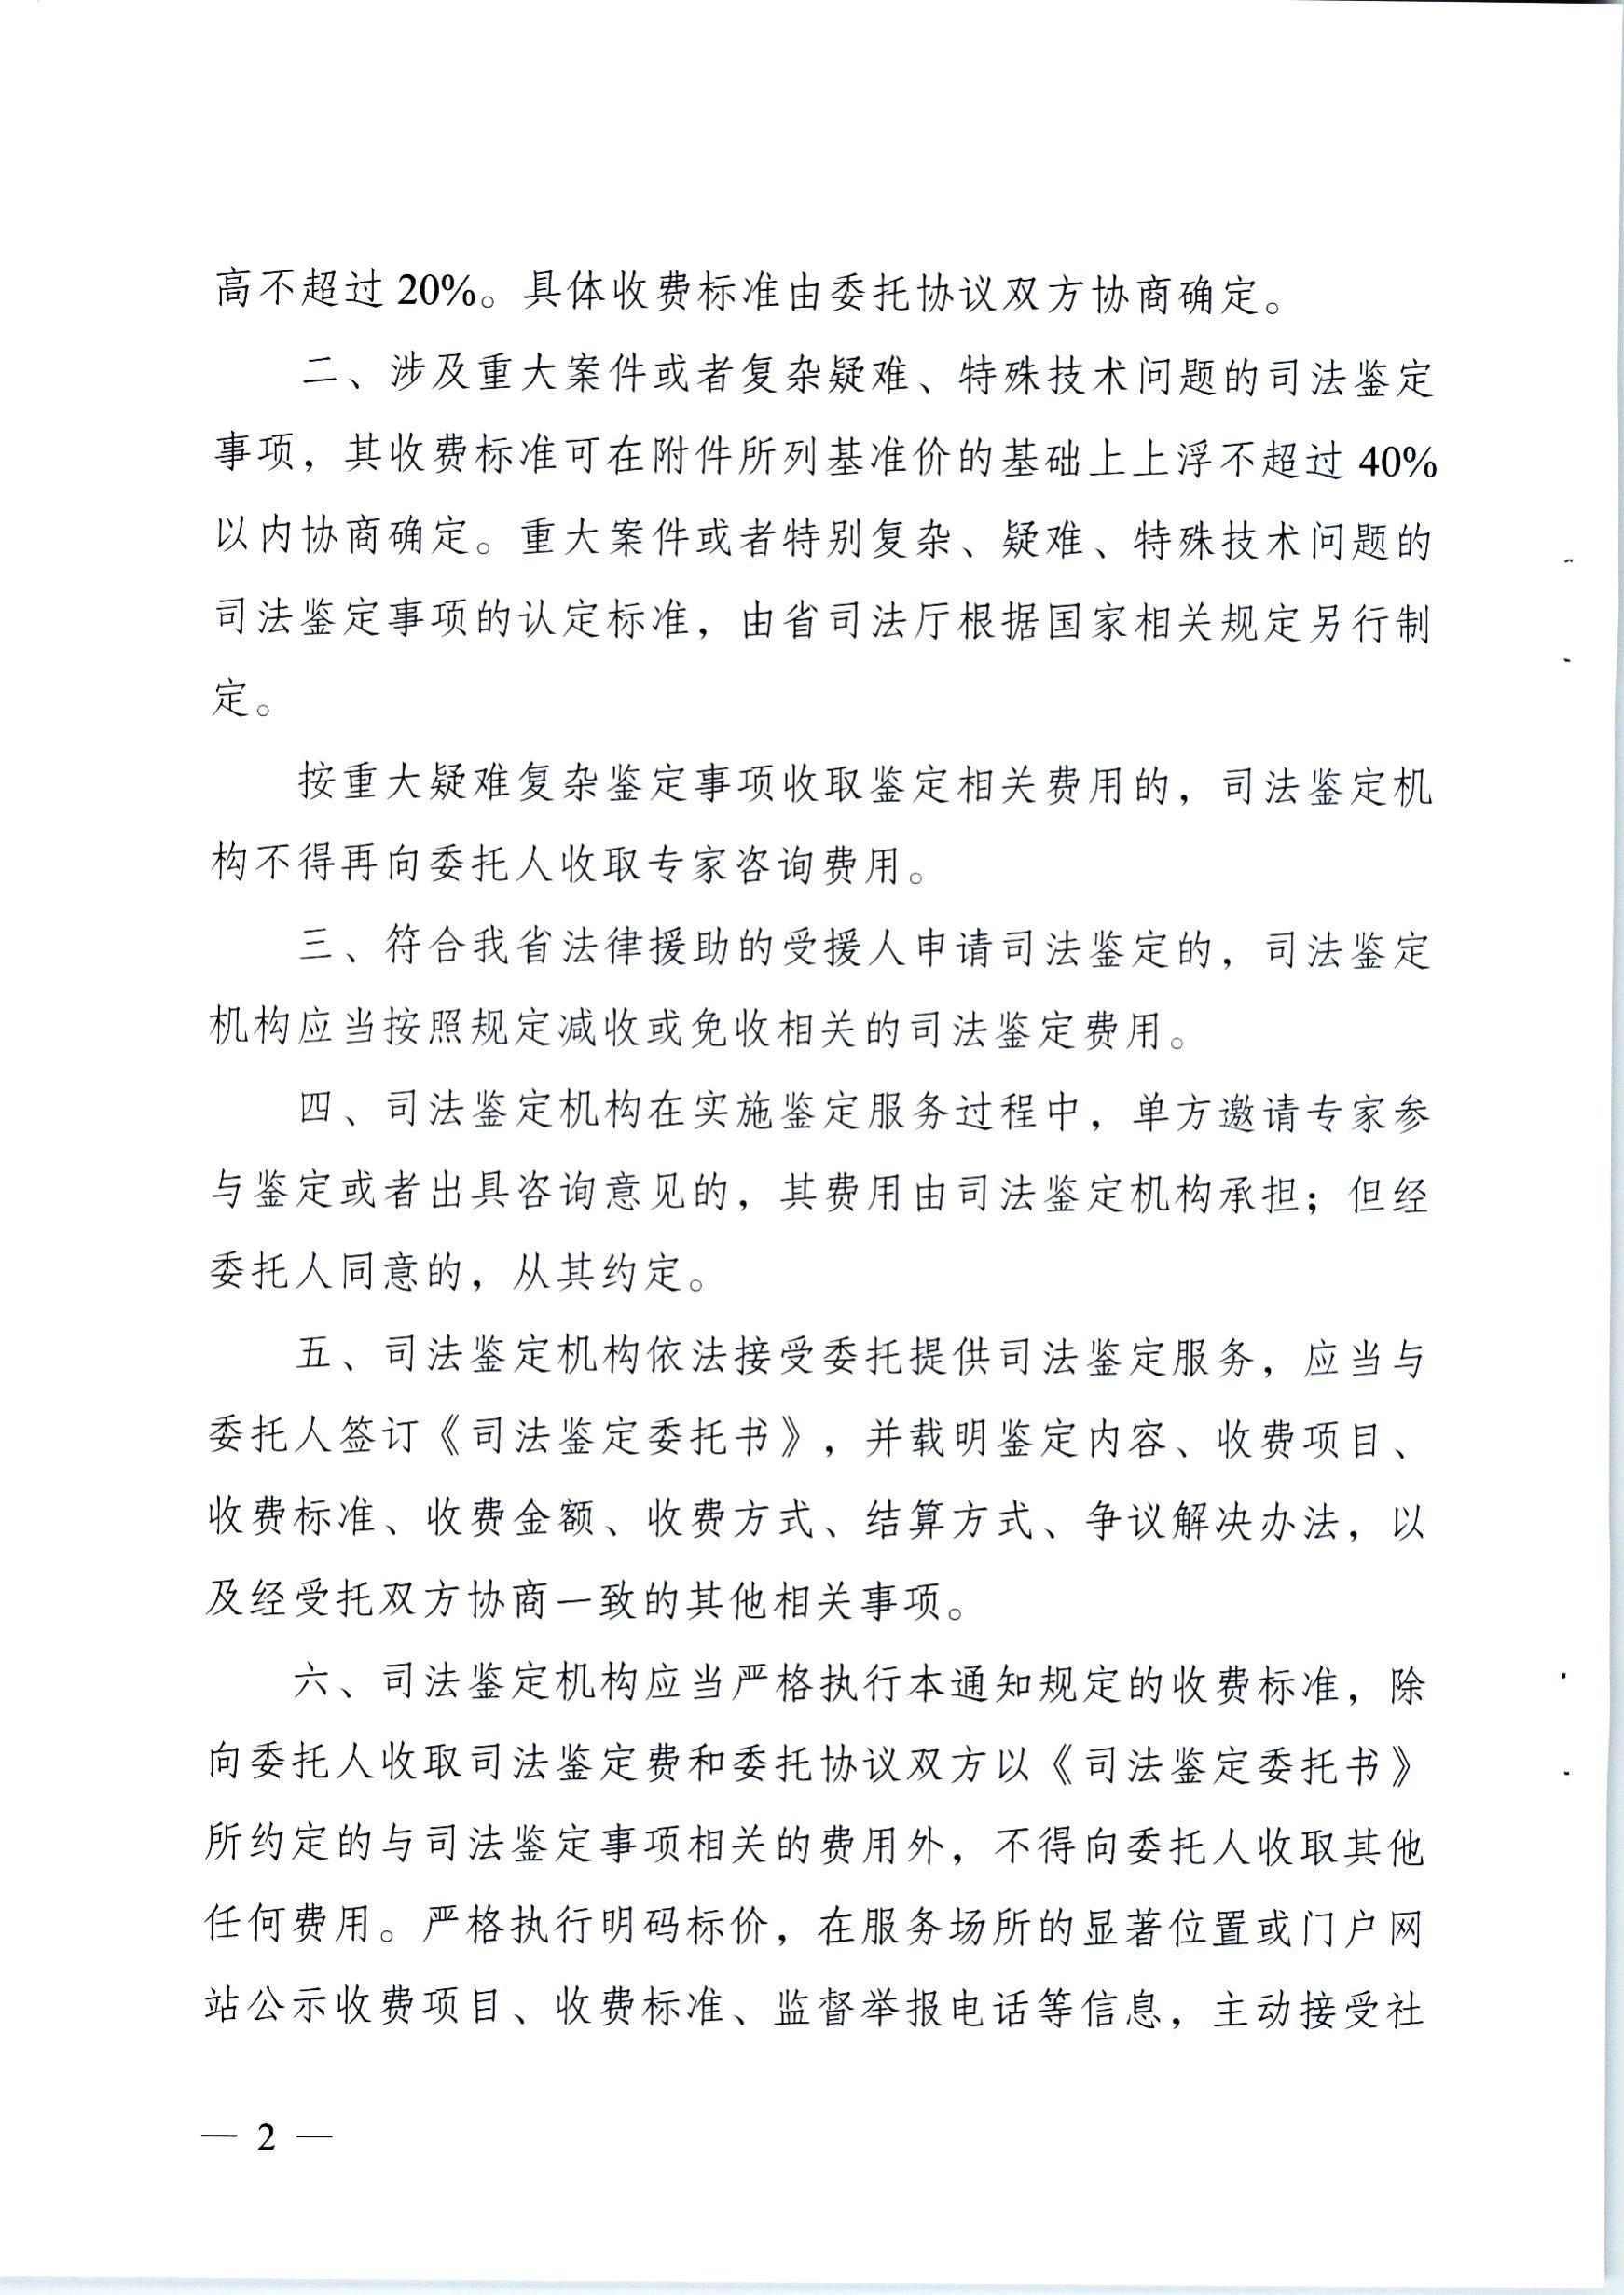 高不超过 20%。具体收费标准由委托协议双方协商确定。
二、涉及重大案件或者复杂疑难、特殊技术问题的司法鉴定
事项，其收费标准可在附件所列基准价的基础上上浮不超过 40%
以内协商确定。重大案件或者特别复杂、疑难、特殊技术问题的
司法鉴定事项的认定标准，由省司法厅根据国家相关规定另行制
定。
按重大疑难复杂鉴定事项收取鉴定相关费用的，司法鉴定机
构不得再向委托人收取专家咨询费用。
三、符合我省法律援助的受援人申请司法鉴定的，司法鉴定
机构应当按照规定减收或免收相关的司法鉴定费用。
四、司法鉴定机构在实施鉴定服务过程中，单方邀请专家参
与鉴定或者出具咨询意见的，其费用由司法鉴定机构承担；但经
委托人同意的，从其约定。
五、司法鉴定机构依法接受委托提供司法鉴定服务，应当与
委托人签订《司法鉴定委托书》，并载明鉴定内容、收费项目、
收费标准、收费金额、收费方式、结算方式、争议解决办法，以
及经受托双方协商一致的其他相关事项。
六、司法鉴定机构应当严格执行本通知规定的收费标准，除
向委托人收取司法鉴定费和委托协议双方以《司法鉴定委托书》
所约定的与司法鉴定事项相关的费用外，不得向委托人收取其他
任何费用。严格执行明码标价，在服务场所的显著位置或门户网
站公示收费项目、收费标准、监督举报电话等信息，主动接受社
— 2 —